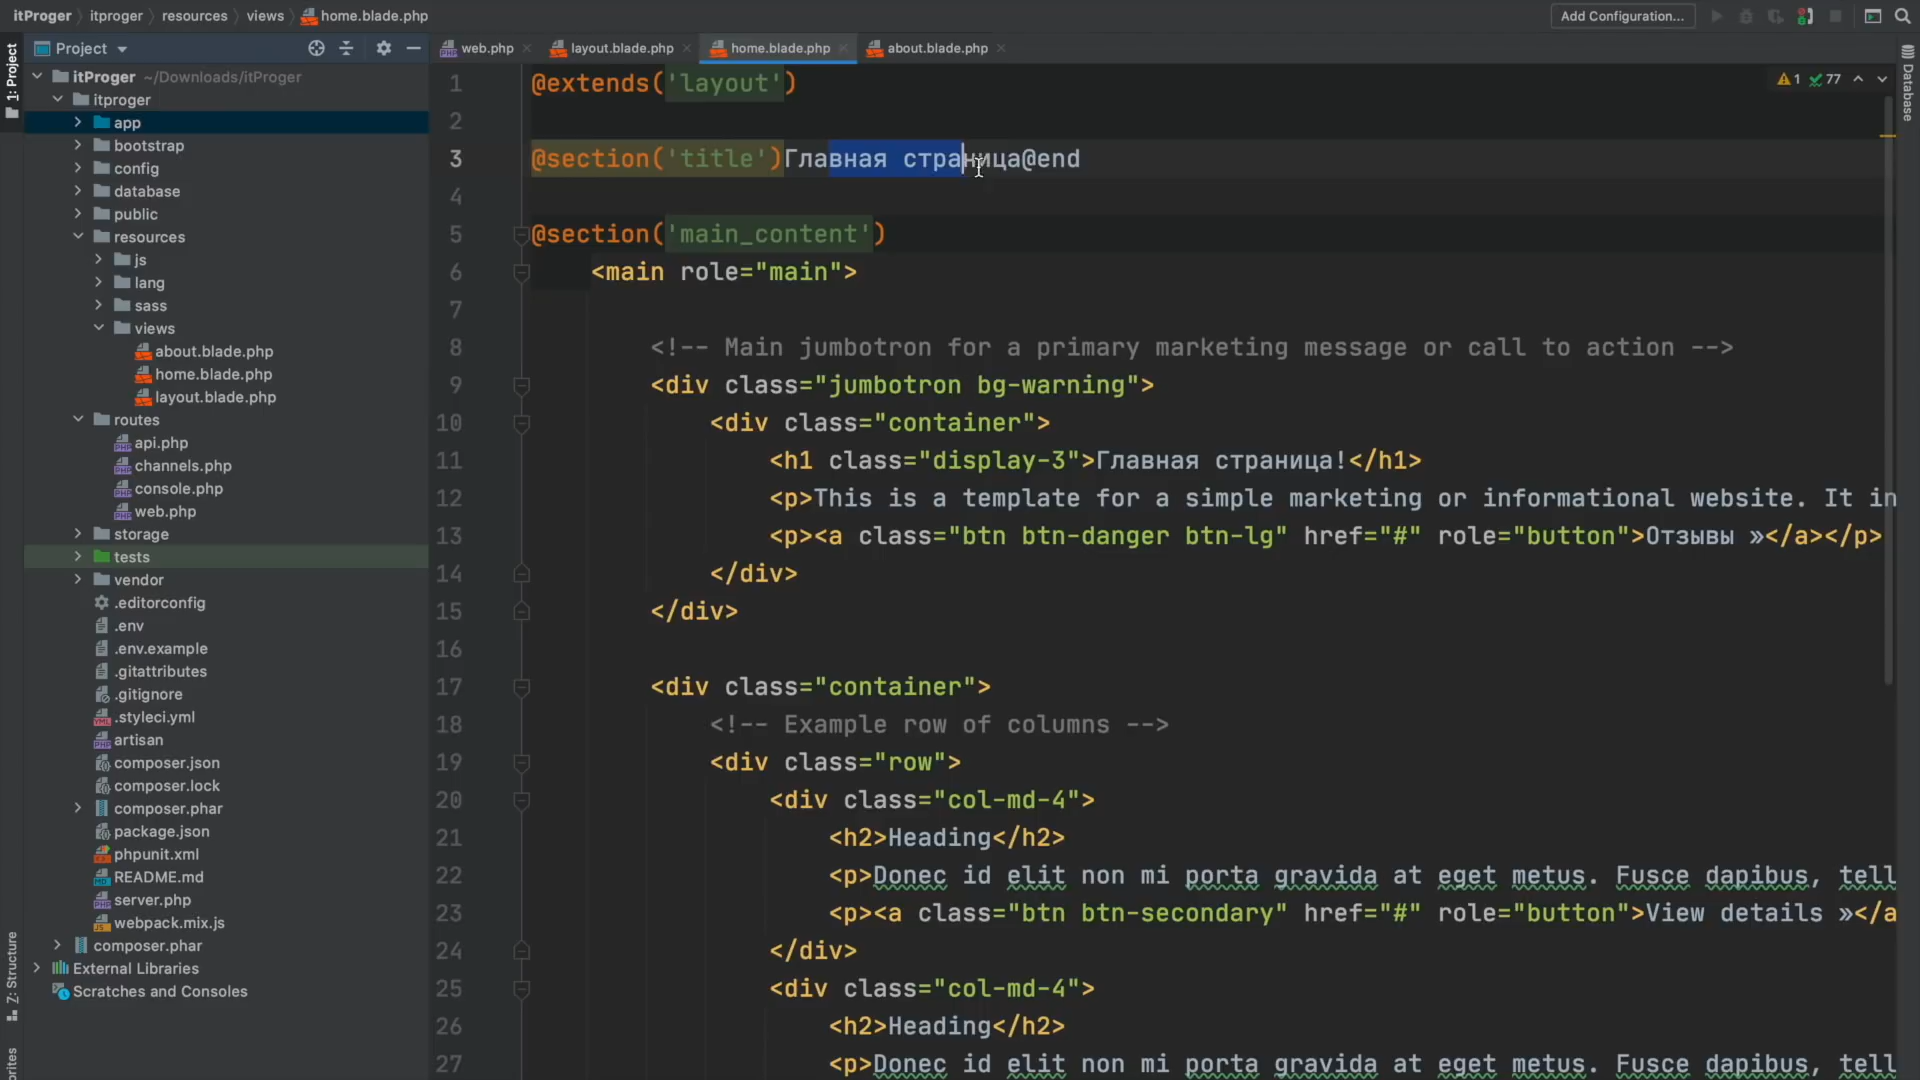 itProger itproger resources views home.blade.php Add Configuration...
1: Project
Project
web.php layout.blade.php home.blade.php about.blade.php
Database
itProger ~/Downloads/itProger
itproger
app
bootstrap
config
database
public
resources
js
lang
sass
views
about.blade.php
home.blade.php
layout.blade.php
routes
api.php
channels.php
console.php
web.php
storage
tests
vendor
.editorconfig
.env
.env.example
.gitattributes
.gitignore
.styleci.yml
artisan
composer.json
composer.lock
composer.phar
package.json
phpunit.xml
README.md
server.php
webpack.mix.js
composer.phar
External Libraries
Scratches and Consoles
Z: Structure
1 @extends('layout')
1 77
2
3 @section('title')Главная страница@end
4
5 @section('main_content')
6 <main role="main">
7
8 <!-- Main jumbotron for a primary marketing message or call to action -->
9 <div class="jumbotron bg-warning">
10 <div class="container">
11 <h1 class="display-3">Главная страница!</h1>
12 <p>This is a template for a simple marketing or informational website. It in
13 <p><a class="btn btn-danger btn-lg" href="#" role="button">Отзывы »</a></p>
14 </div>
15 </div>
16
17 <div class="container">
18 <!-- Example row of columns -->
19 <div class="row">
20 <div class="col-md-4">
21 <h2>Heading</h2>
22 <p>Donec id elit non mi porta gravida at eget metus. Fusce dapibus, tell
23 <p><a class="btn btn-secondary" href="#" role="button">View details »</a
24 </div>
25 <div class="col-md-4">
26 <h2>Heading</h2>
27 <p>Donec id elit non mi porta gravida at eget metus. Fusce dapibus, tell